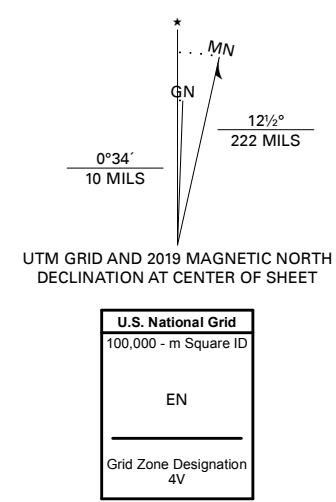 ★
MN
GN
12½°
222 MILS
0°34´
10 MILS
UTM GRID AND 2019 MAGNETIC NORTH
DECLINATION AT CENTER OF SHEET
U.S. National Grid
100,000 - m Square ID
EN
Grid Zone Designation
4V